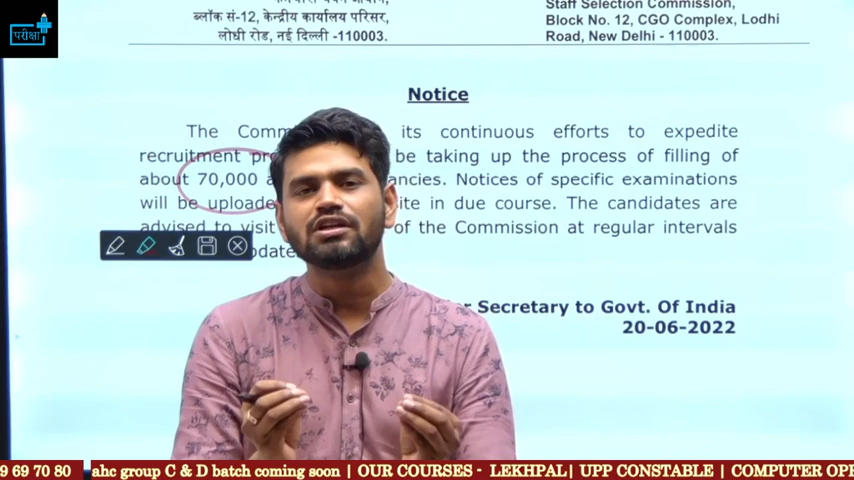 परीक्षा
ब्लॉक सं-12, केन्द्रीय कार्यालय परिसर,
लोधी रोड, नई दिल्ली -110003.
Staff Selection Commission,
Block No. 12, CGO Complex, Lodhi
Road, New Delhi - 110003.
Notice
The its continuous efforts to expedite
recruitment be taking up the process of filling of
about 70,000 Notices of specific examinations
will be in due course. The candidates are
advised to visit of the Commission at regular intervals
Secretary to Govt. Of India
20-06-2022
9 69 70 80 ahc group C & D batch coming soon | OUR COURSES - LEKHPAL| UPP CONSTABLE | COMPUTER OPE